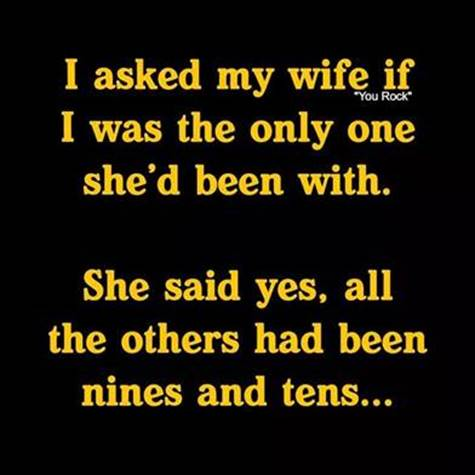 I asked my wife if
"You Rock"
I was the only one
she'd been with.
She said yes, all
the others had been
nines and tens...